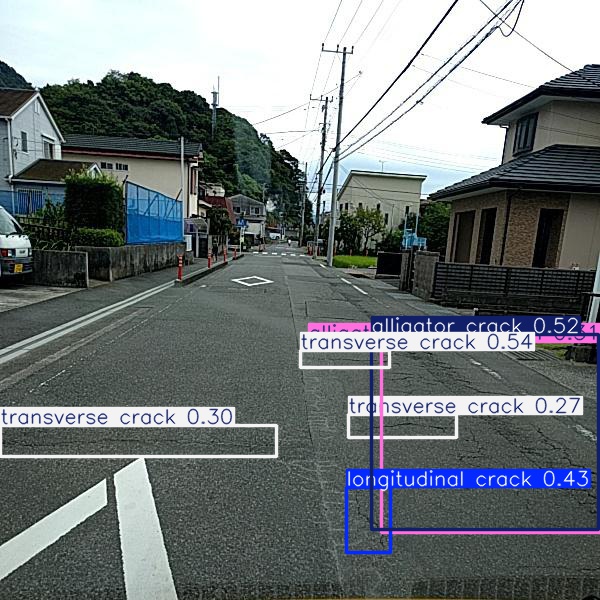 alligator crack 0.52
transverse crack 0.54
transverse crack 0.27
transverse crack 0.30
longitudinal crack 0.43